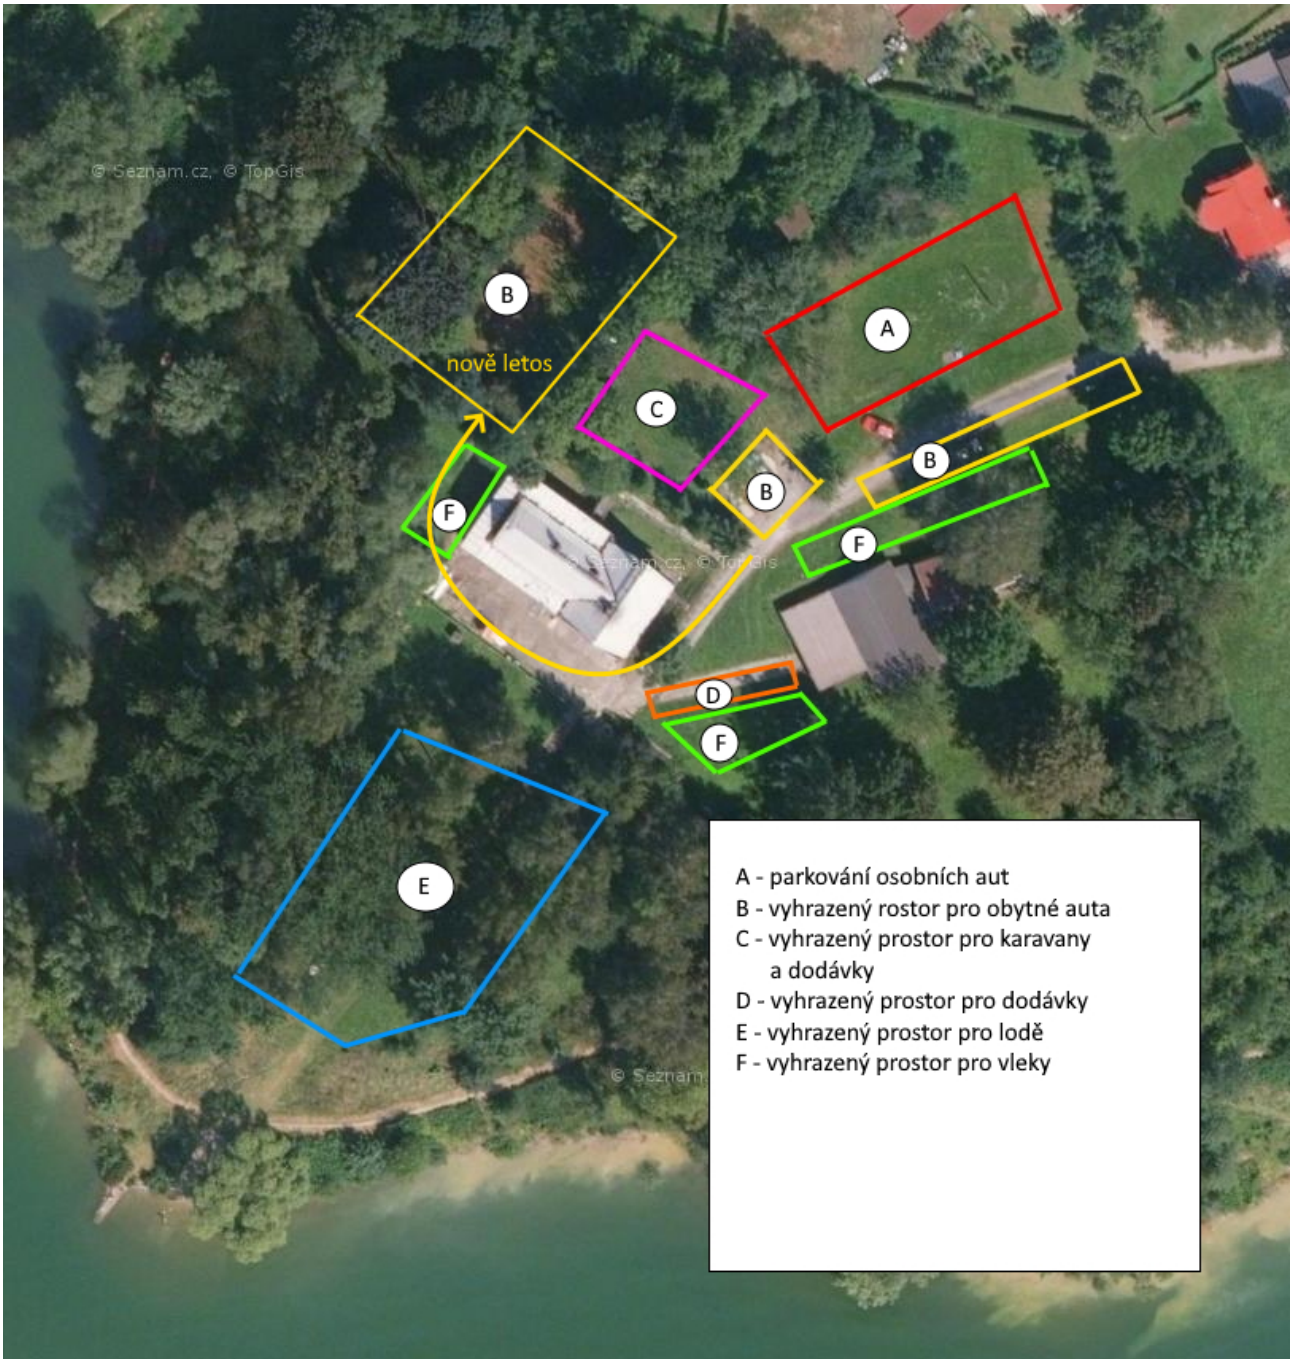 © Seznam.cz, © TopGis
B
A
nově letos
C
B
B
F
F
© Seznam.cz, © TopGis
D
F
E
A - parkování osobních aut
B - vyhrazený rostor pro obytné auta
C - vyhrazený prostor pro karavany
a dodávky
D - vyhrazený prostor pro dodávky
E - vyhrazený prostor pro lodě
F - vyhrazený prostor pro vleky
© Seznam